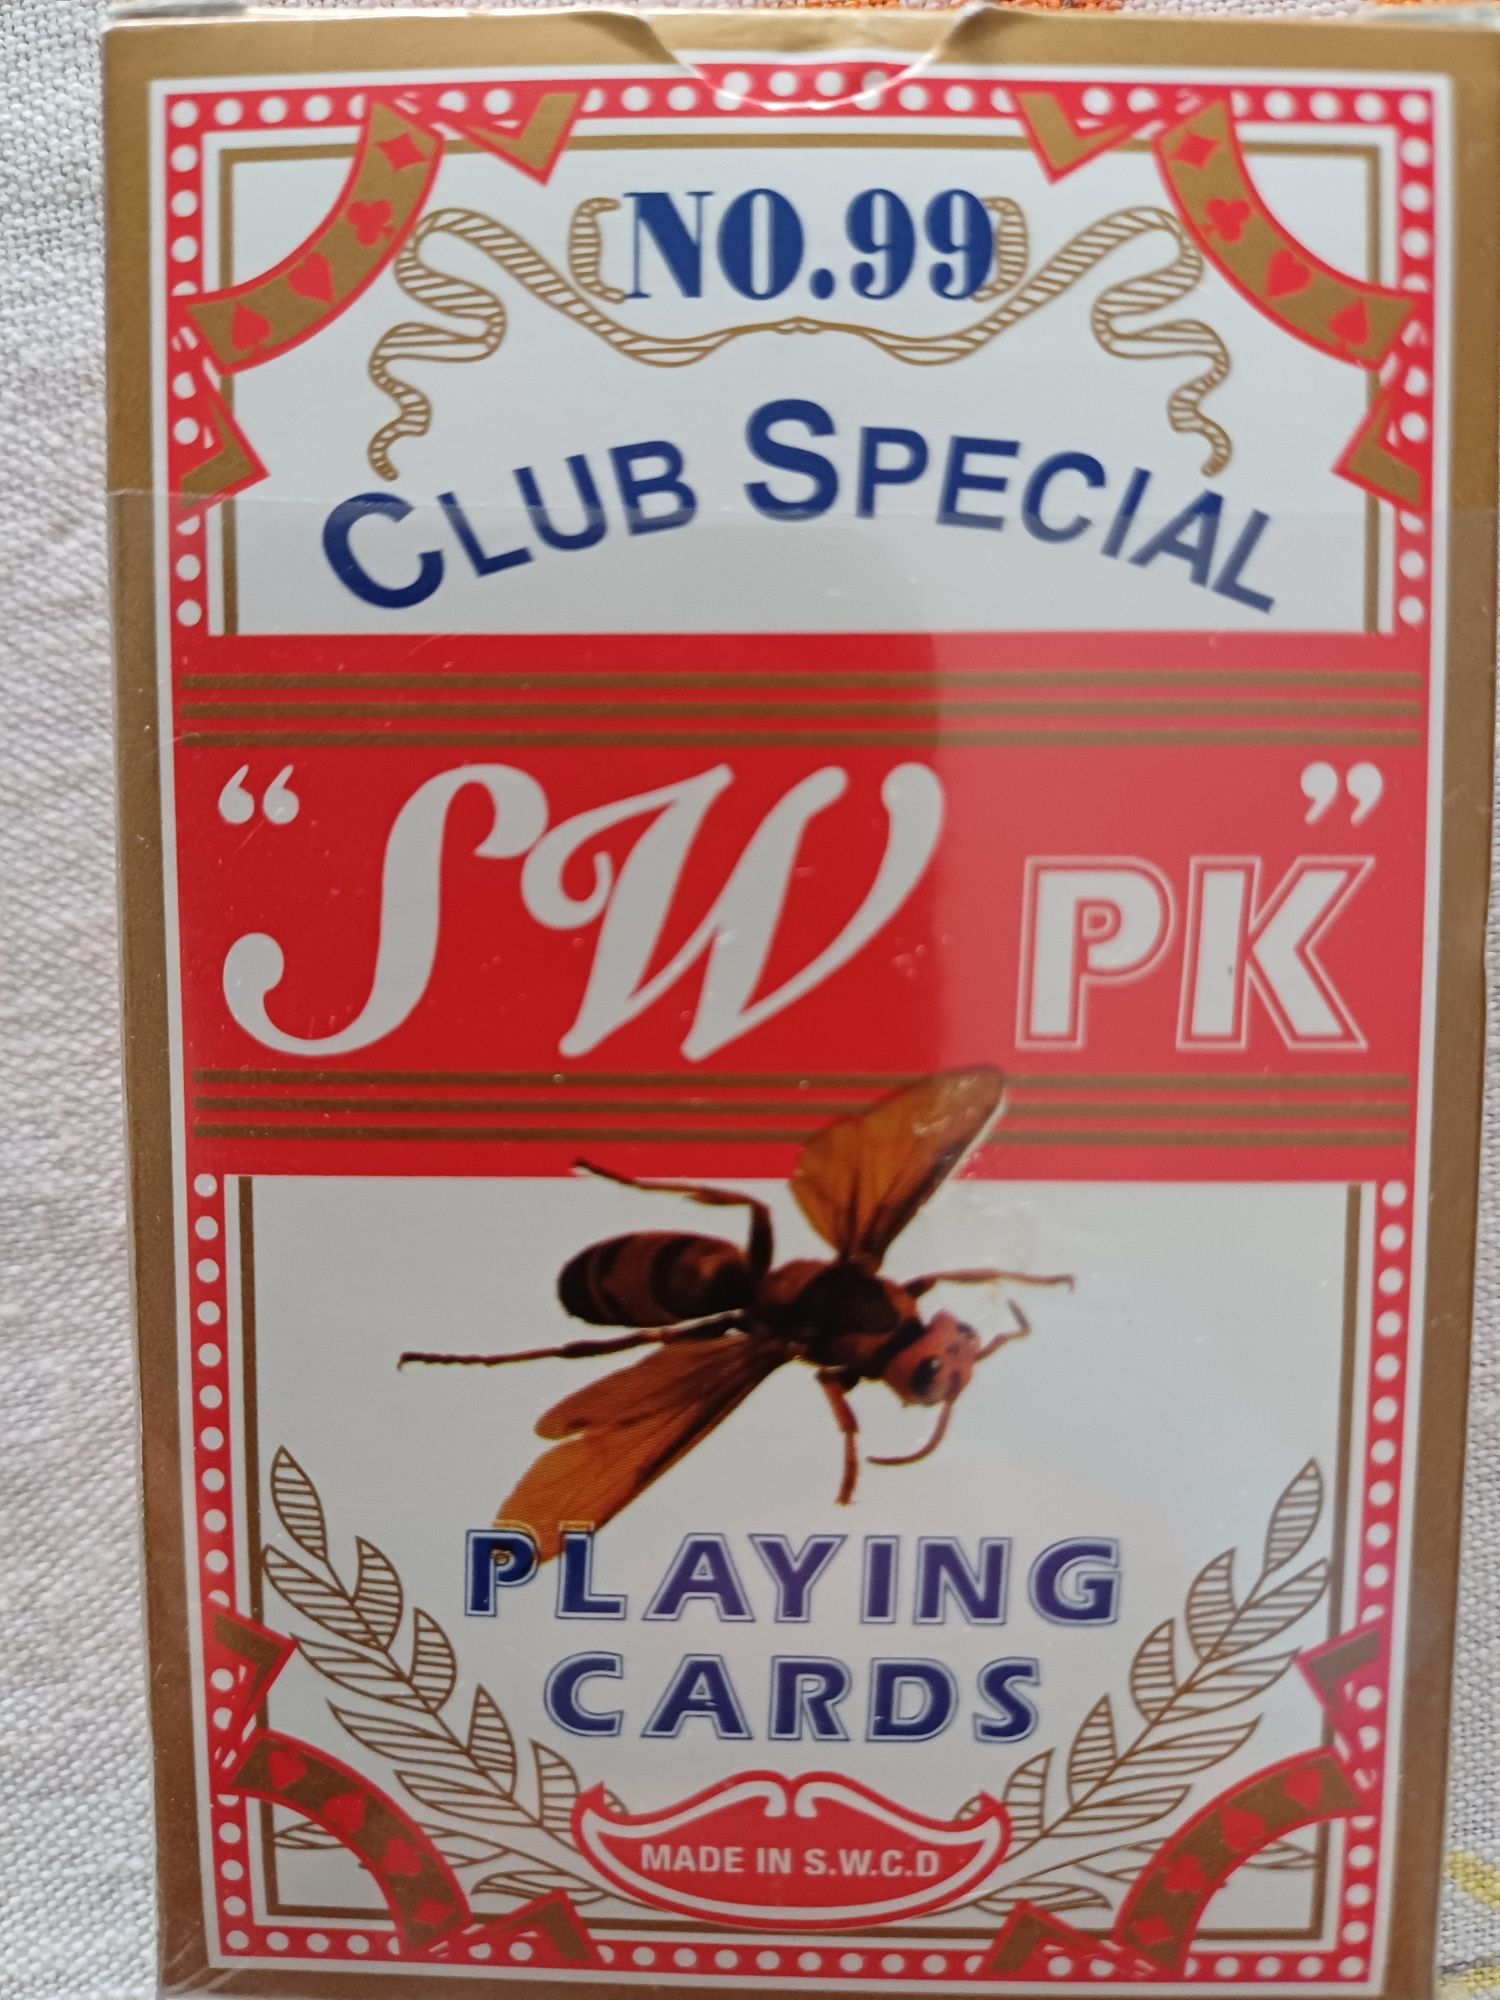 NO.99
CLUB SPECIAL
“SW PK”
PLAYING
CARDS
MADE IN S.W.C.D